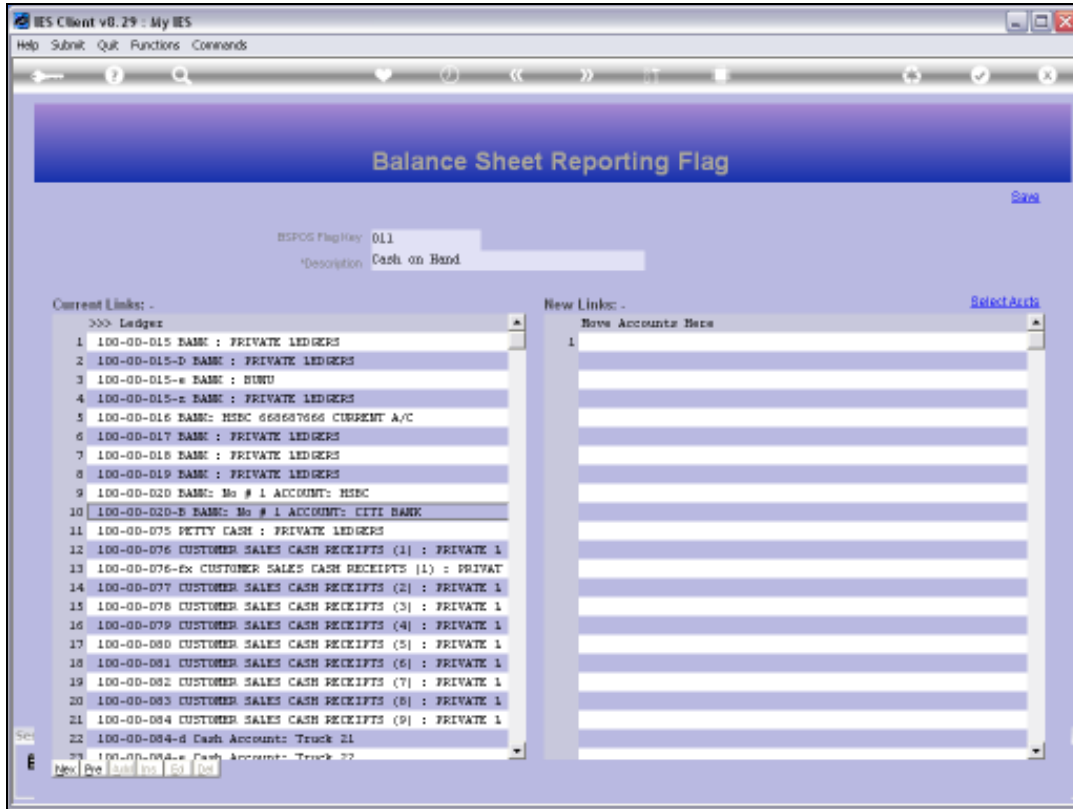 IES Client v8.29 : My IES
Help Submit Quit Functions Commands
Balance Sheet Reporting Flag
Save
BSPOS Flag Key 011
*Description Cash on Hand
Current Links: -
>>> Ledger
1 100-00-015 BANK : PRIVATE LEDGERS
2 100-00-015-D BANK : PRIVATE LEDGERS
3 100-00-015-e BANK : BUNU
4 100-00-015-z BANK : PRIVATE LEDGERS
5 100-00-016 BANK: HSBC 668687666 CURRENT A/C
6 100-00-017 BANK : PRIVATE LEDGERS
7 100-00-018 BANK : PRIVATE LEDGERS
8 100-00-019 BANK : PRIVATE LEDGERS
9 100-00-020 BANK: No # 1 ACCOUNT: HSBC
10 100-00-020-B BANK: No # 1 ACCOUNT: CITI BANK
11 100-00-075 PETTY CASH : PRIVATE LEDGERS
12 100-00-076 CUSTOMER SALES CASH RECEIPTS (1) : PRIVATE L
13 100-00-076-fx CUSTOMER SALES CASH RECEIPTS (1) : PRIVAT
14 100-00-077 CUSTOMER SALES CASH RECEIPTS (2) : PRIVATE L
15 100-00-078 CUSTOMER SALES CASH RECEIPTS (3) : PRIVATE L
16 100-00-079 CUSTOMER SALES CASH RECEIPTS (4) : PRIVATE L
17 100-00-080 CUSTOMER SALES CASH RECEIPTS (5) : PRIVATE L
18 100-00-081 CUSTOMER SALES CASH RECEIPTS (6) : PRIVATE L
19 100-00-082 CUSTOMER SALES CASH RECEIPTS (7) : PRIVATE L
20 100-00-083 CUSTOMER SALES CASH RECEIPTS (8) : PRIVATE L
21 100-00-084 CUSTOMER SALES CASH RECEIPTS (9) : PRIVATE L
22 100-00-084-d Cash Account: Truck 21
23 100-00-084-e Cash Account: Truck 22
Nex Pre Add Ins Ed Del
New Links: -
Select Accts
Move Accounts Here
1